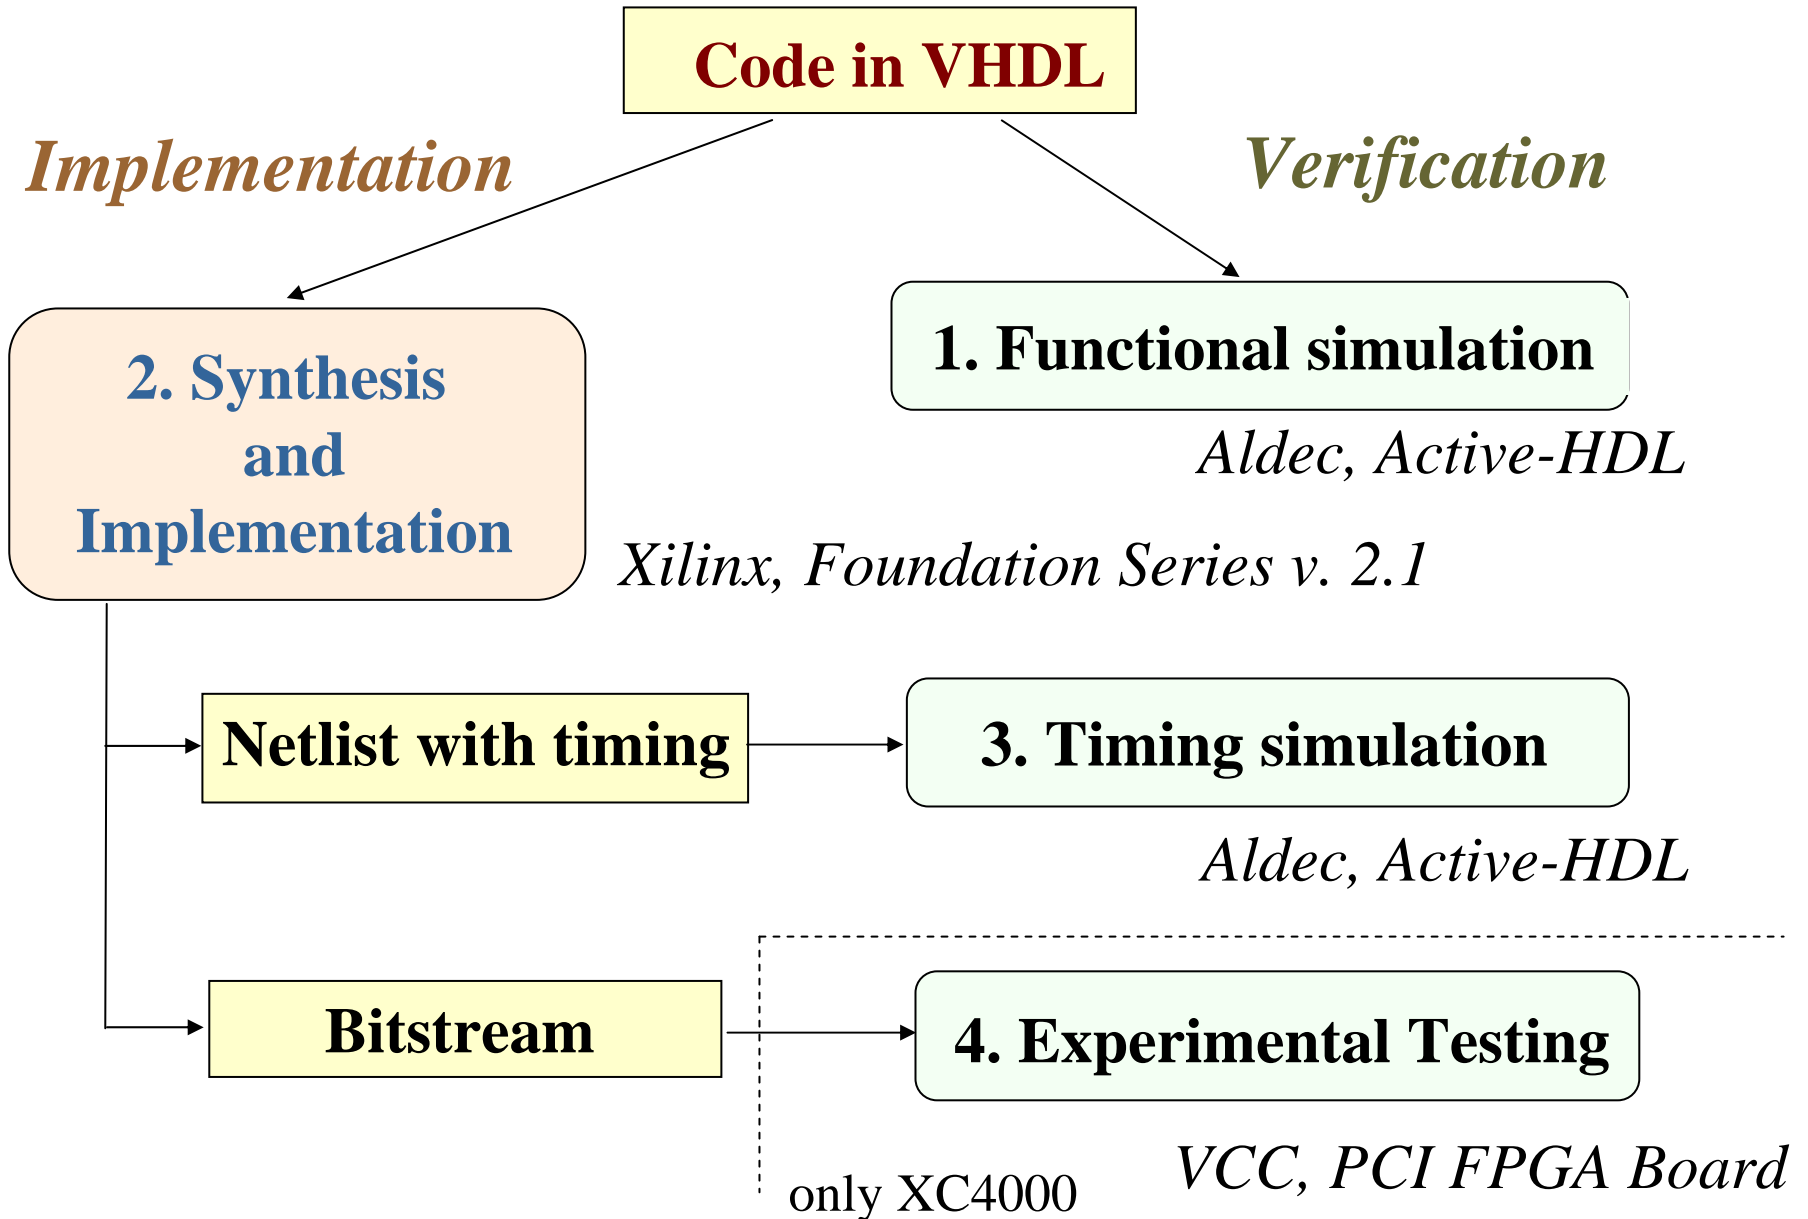 Code in VHDL
Implementation
Verification
1. Functional simulation
2. Synthesis
and
Implementation
Aldec, Active-HDL
Xilinx, Foundation Series v. 2.1
Netlist with timing
3. Timing simulation
Aldec, Active-HDL
Bitstream
4. Experimental Testing
VCC, PCI FPGA Board
only XC4000